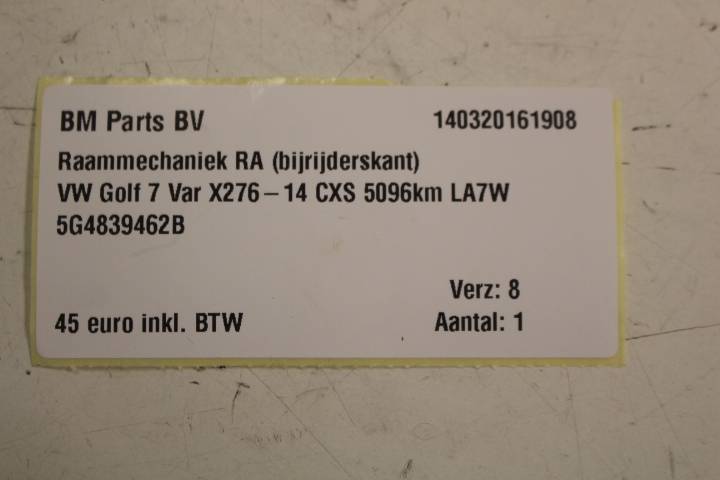 BM Parts BV 140320161908
Raammechaniek RA (bijrijderskant)
VW Golf 7 Var X276 – 14 CXS 5096km LA7W
5G4839462B
Verz: 8
45 euro inkl. BTW Aantal: 1